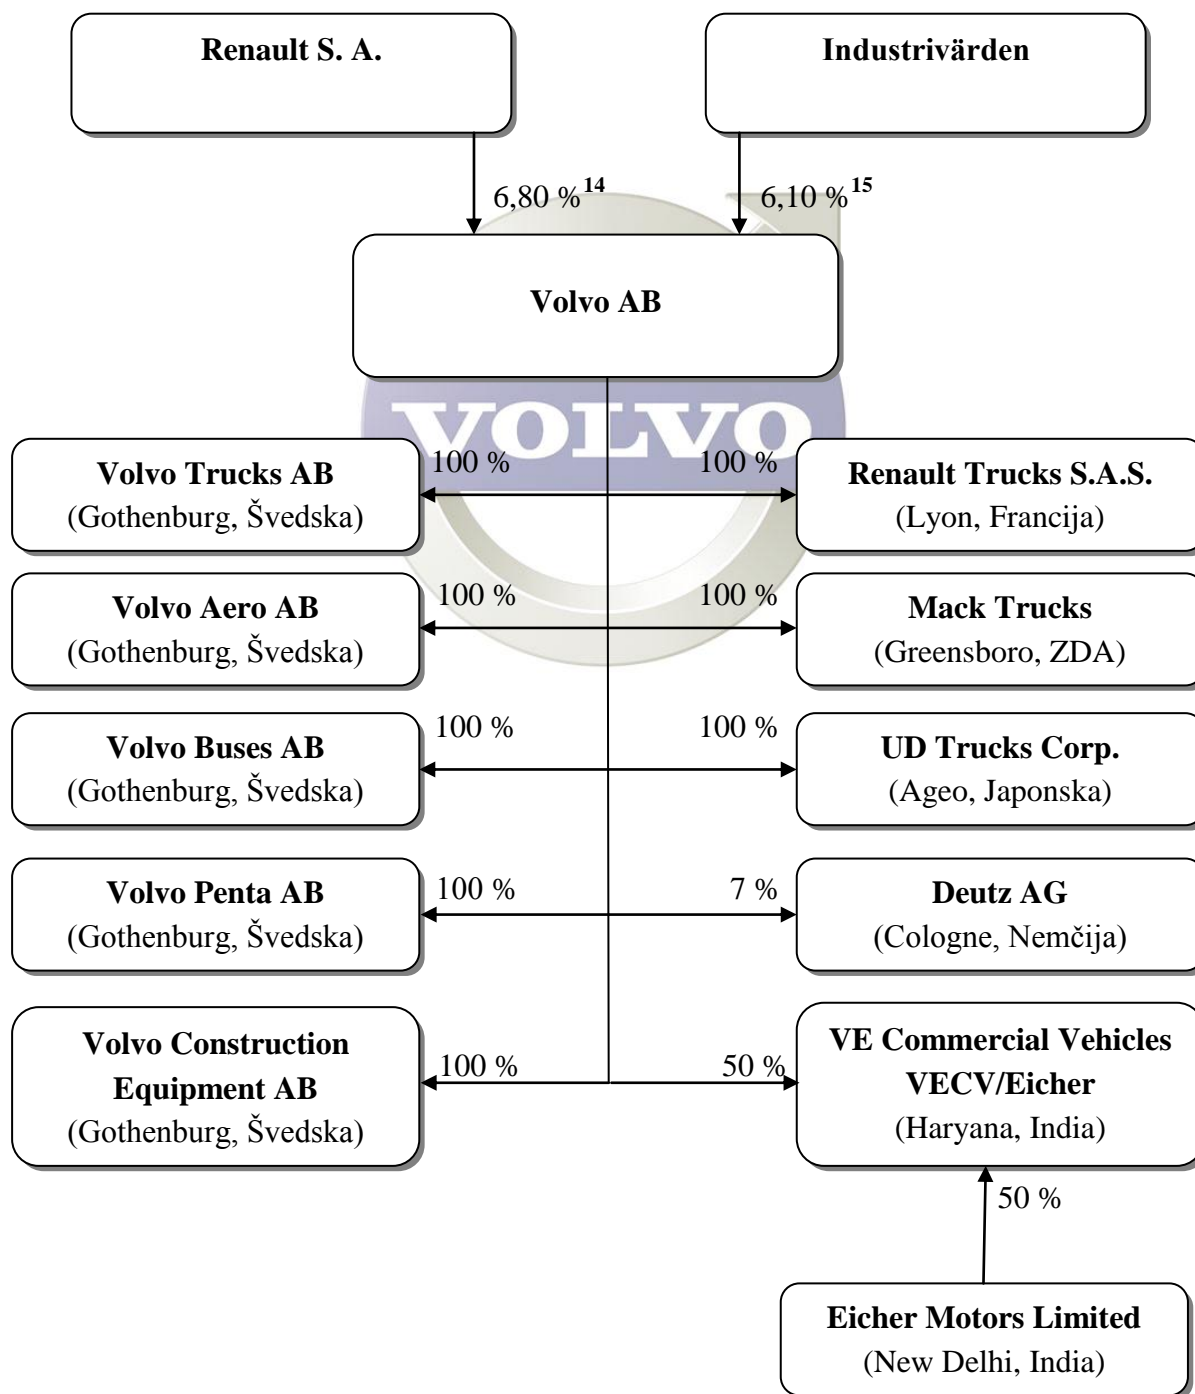 Renault S. A.
Industrivärden
6,80 %14
6,10 %15
Volvo AB
VOLVO
Volvo Trucks AB
(Gothenburg, Švedska)
100 %
100 %
Renault Trucks S.A.S.
(Lyon, Francija)
Volvo Aero AB
(Gothenburg, Švedska)
100 %
100 %
Mack Trucks
(Greensboro, ZDA)
Volvo Buses AB
(Gothenburg, Švedska)
100 %
100 %
UD Trucks Corp.
(Ageo, Japonska)
Volvo Penta AB
(Gothenburg, Švedska)
100 %
7 %
Deutz AG
(Cologne, Nemčija)
Volvo Construction
Equipment AB
(Gothenburg, Švedska)
100 %
50 %
VE Commercial Vehicles
VECV/Eicher
(Haryana, India)
50 %
Eicher Motors Limited
(New Delhi, India)